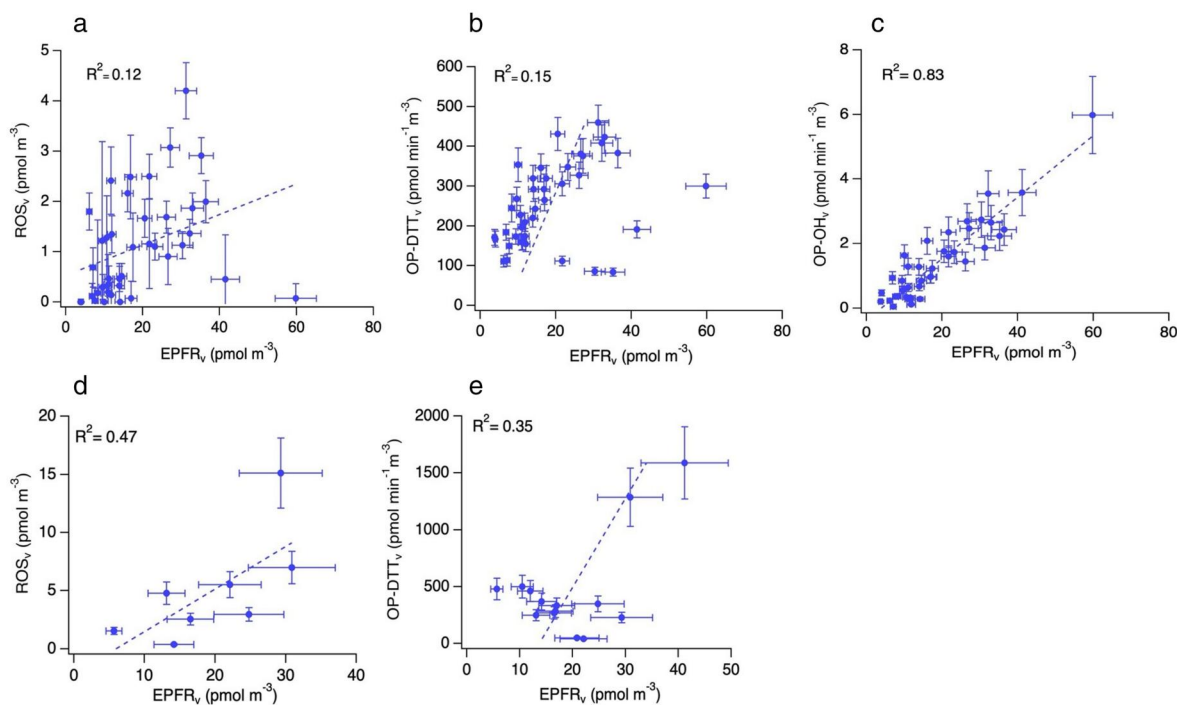 a
R²= 0.12
ROSᵥ (pmol m⁻³)
5
4
3
2
1
0
0 20 40 60 80
EPFRᵥ (pmol m⁻³)
b
R²= 0.15
OP-DTTᵥ (pmol min⁻¹m⁻³)
600
500
400
300
200
100
0
0 20 40 60 80
EPFRᵥ (pmol m⁻³)
c
R²= 0.83
OP-OHᵥ (pmol min⁻¹ m⁻³)
8
6
4
2
0
0 20 40 60 80
EPFRᵥ (pmol m⁻³)
d
R²= 0.47
ROSᵥ (pmol m⁻³)
20
15
10
5
0
0 10 20 30 40
EPFRᵥ (pmol m⁻³)
e
R²= 0.35
OP-DTTᵥ (pmol min⁻¹m⁻³)
2000
1500
1000
500
0
0 10 20 30 40 50
EPFRᵥ (pmol m⁻³)